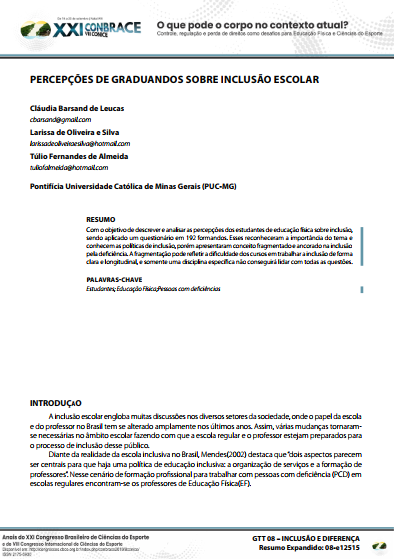 XXI CONBRACE
VIII CONICE
O que pode o corpo no contexto atual?
Controle, regulação e perda de direitos como desafios para Educação Física e Ciências do Esporte
PERCEPÇÕES DE GRADUANDOS SOBRE INCLUSÃO ESCOLAR
Cláudia Barsand de Leucas
cbarsand@gmail.com
Larissa de Oliveira e Silva
larissadeoliveiraesilva@hotmail.com
Túlio Fernandes de Almeida
tuliofalmeida@hotmail.com
Pontifícia Universidade Católica de Minas Gerais (PUC-MG)
RESUMO
Com o objetivo de descrever e analisar as percepções dos estudantes de educação física sobre inclusão,
sendo aplicado um questionário em 192 formandos. Esses reconheceram a importância do tema e
conhecem as políticas de inclusão, porém apresentaram conceito fragmentado e ancorado na inclusão
pela deficiência. A fragmentação pode refletir a dificuldade dos cursos em trabalhar a inclusão de forma
clara e longitudinal, e somente uma disciplina específica não conseguirá lidar com todas as questões.
PALAVRAS-CHAVE
Estudantes; Educação Física;Pessoas com deficiências
INTRODUÇÃO
A inclusão escolar engloba muitas discussões nos diversos setores da sociedade, onde o papel da escola
e do professor no Brasil tem se alterado amplamente nos últimos anos. Assim, várias mudanças tornaram-
se necessárias no âmbito escolar fazendo com que a escola regular e o professor estejam preparados para
o processo de inclusão desse público.
Diante da realidade da escola inclusiva no Brasil, Mendes(2002) destaca que "dois aspectos parecem
ser centrais para que haja uma política de educação inclusiva: a organização de serviços e a formação de
professores". Nesse cenário de formação profissional para trabalhar com pessoas com deficiência (PCD) em
escolas regulares encontram-se os professores de Educação Física(EF).
Anais do XXI Congresso Brasileiro de Ciências do Esporte
e do VIII Congresso Internacional de Ciências do Esporte
ISSN 2175-5930
GTT 08 – INCLUSÃO E DIFERENÇA
Resumo Expandido: 08-e12515